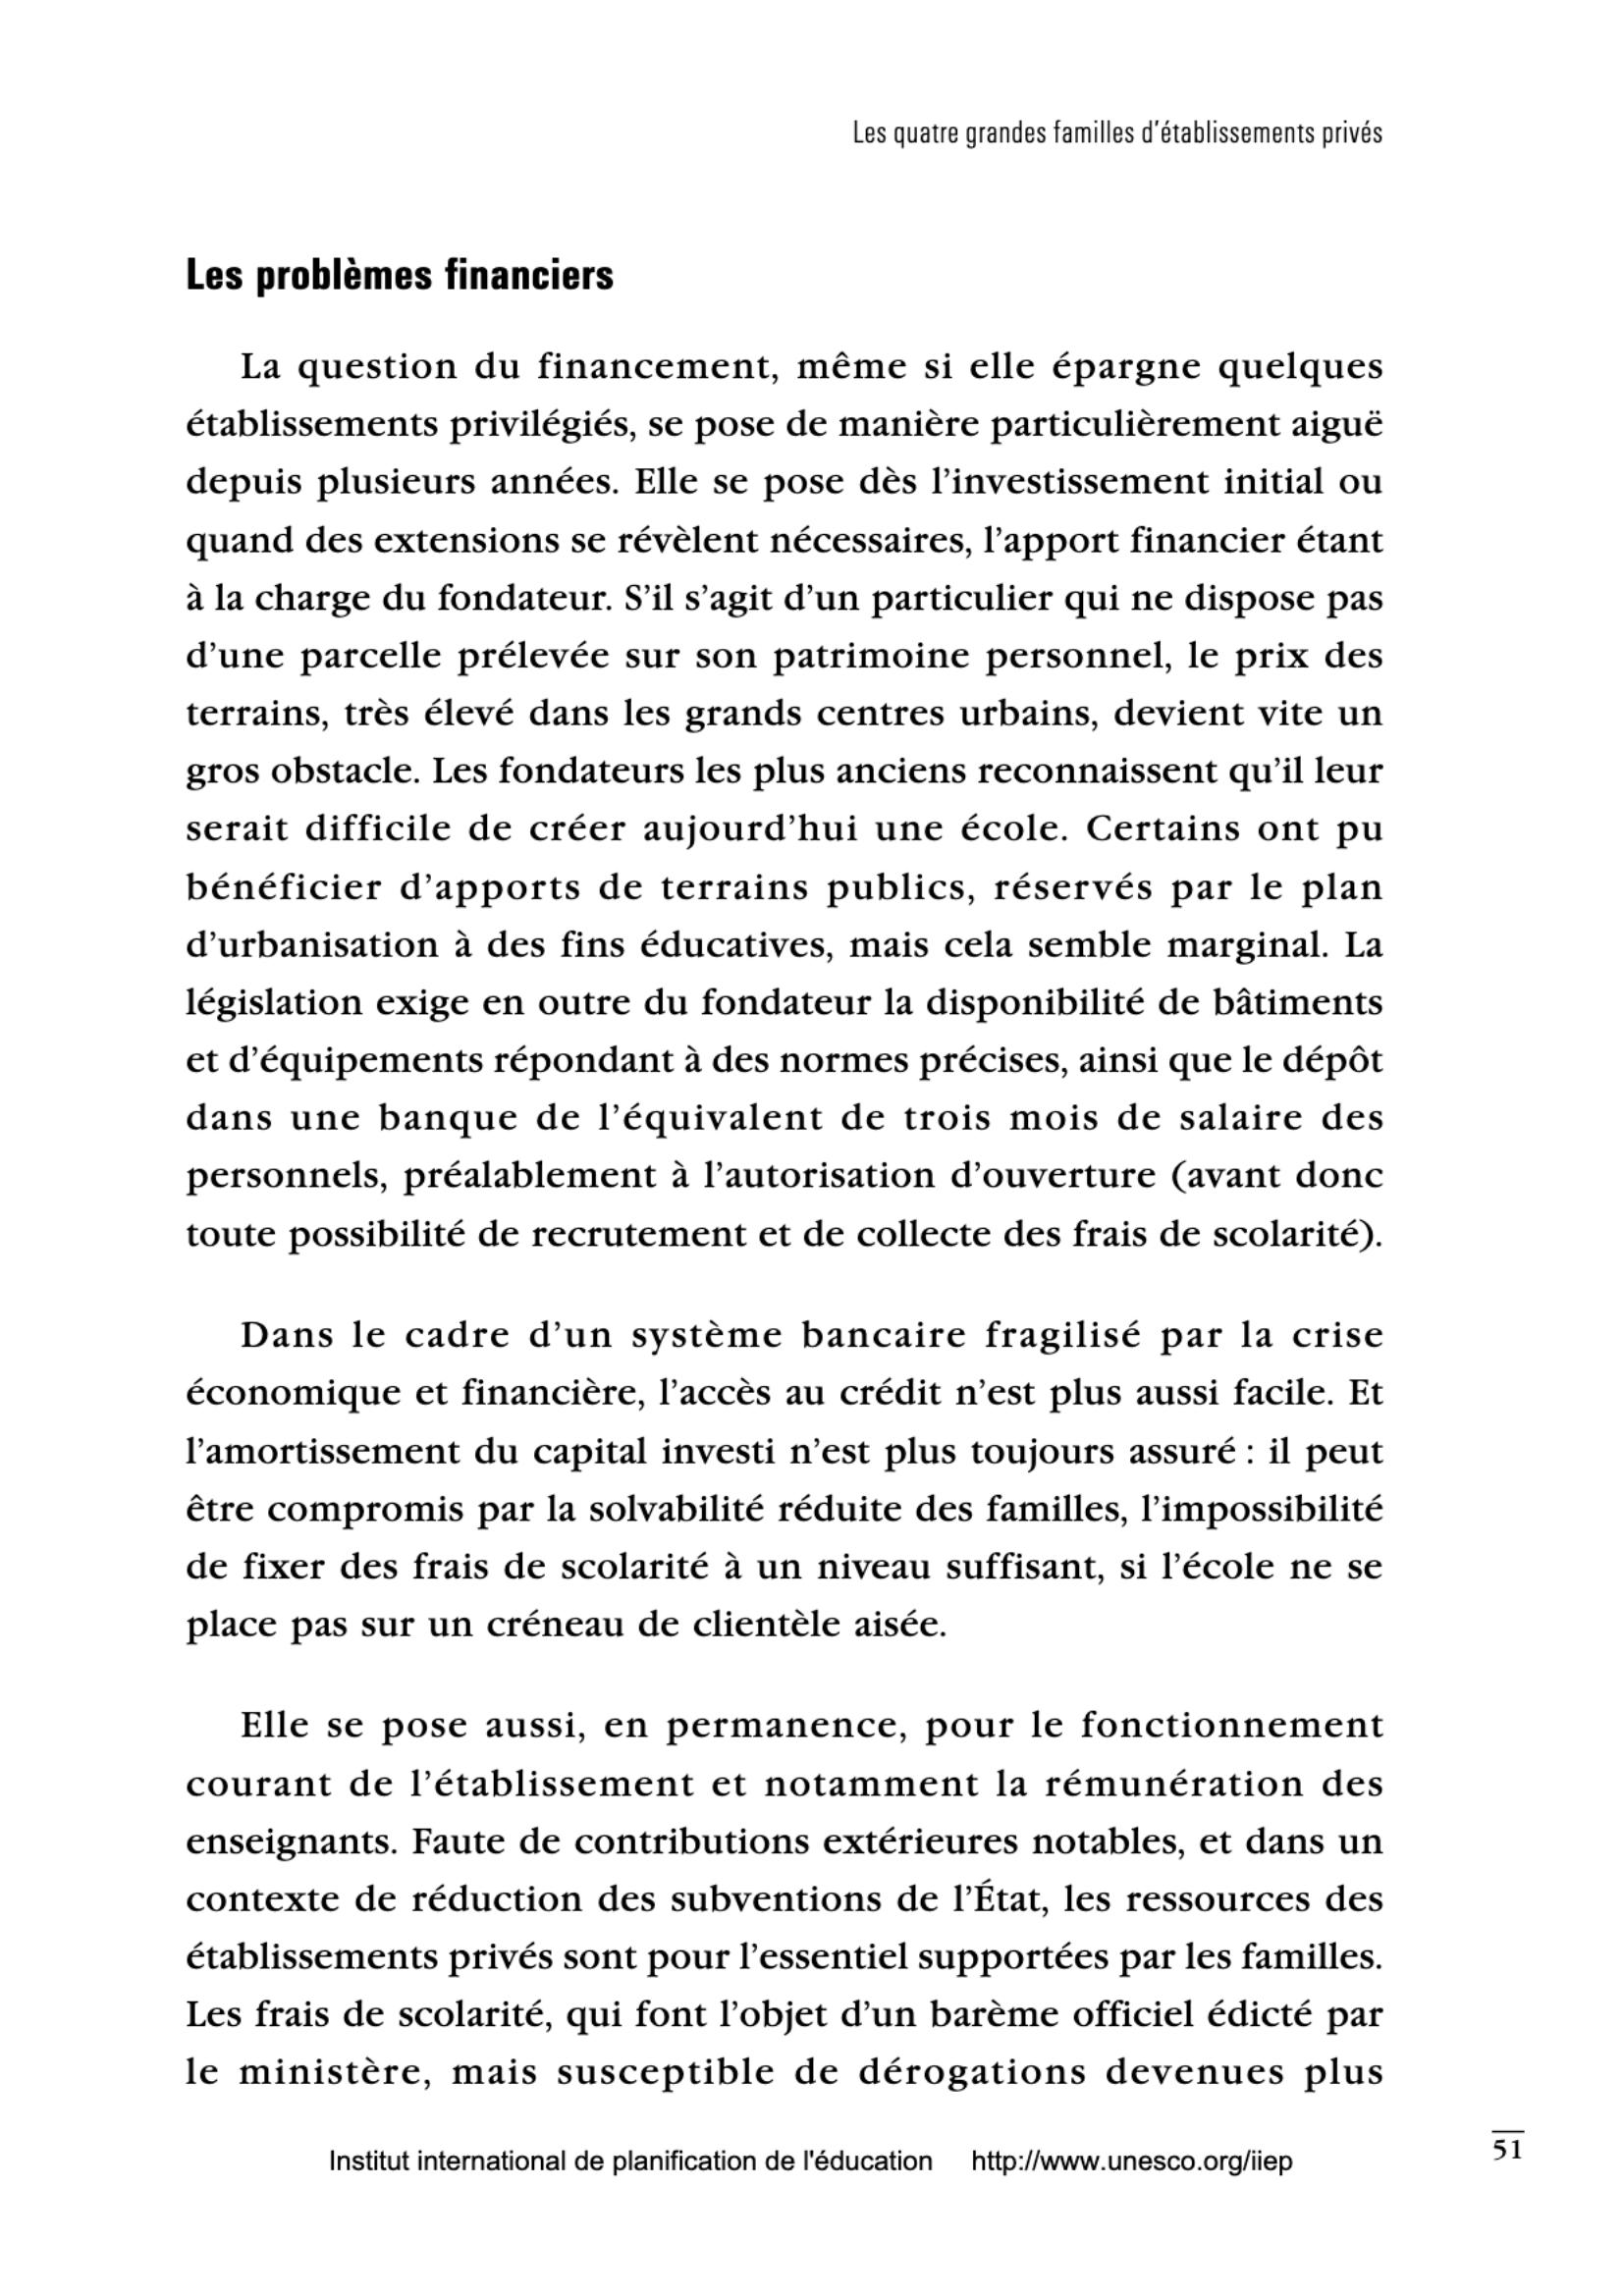 Les quatre grandes familles d'établissements privés
Les problèmes financiers
La question du financement, même si elle épargne quelques
établissements privilégiés, se pose de manière particulièrement aiguë
depuis plusieurs années. Elle se pose dès l'investissement initial ou
quand des extensions se révèlent nécessaires, l'apport financier étant
à la charge du fondateur. S'il s'agit d'un particulier qui ne dispose pas
d'une parcelle prélevée sur son patrimoine personnel, le prix des
terrains, très élevé dans les grands centres urbains, devient vite un
gros obstacle. Les fondateurs les plus anciens reconnaissent qu'il leur
serait difficile de créer aujourd'hui une école. Certains ont pu
bénéficier d'apports de terrains publics, réservés par le plan
d'urbanisation à des fins éducatives, mais cela semble marginal. La
législation exige en outre du fondateur la disponibilité de bâtiments
et d'équipements répondant à des normes précises, ainsi que le dépôt
dans une banque de l'équivalent de trois mois de salaire des
personnels, préalablement à l'autorisation d'ouverture (avant donc
toute possibilité de recrutement et de collecte des frais de scolarité).
Dans le cadre d'un système bancaire fragilisé par la crise
économique et financière, l'accès au crédit n'est plus aussi facile. Et
l'amortissement du capital investi n'est plus toujours assuré : il peut
être compromis par la solvabilité réduite des familles, l'impossibilité
de fixer des frais de scolarité à un niveau suffisant, si l'école ne se
place pas sur un créneau de clientèle aisée.
Elle se pose aussi, en permanence, pour le fonctionnement
courant de l'établissement et notamment la rémunération des
enseignants. Faute de contributions extérieures notables, et dans un
contexte de réduction des subventions de l'État, les ressources des
établissements privés sont pour l'essentiel supportées par les familles.
Les frais de scolarité, qui font l'objet d'un barème officiel édicté par
le ministère, mais susceptible de dérogations devenues plus
51
Institut international de planification de l'éducation http://www.unesco.org/iiep